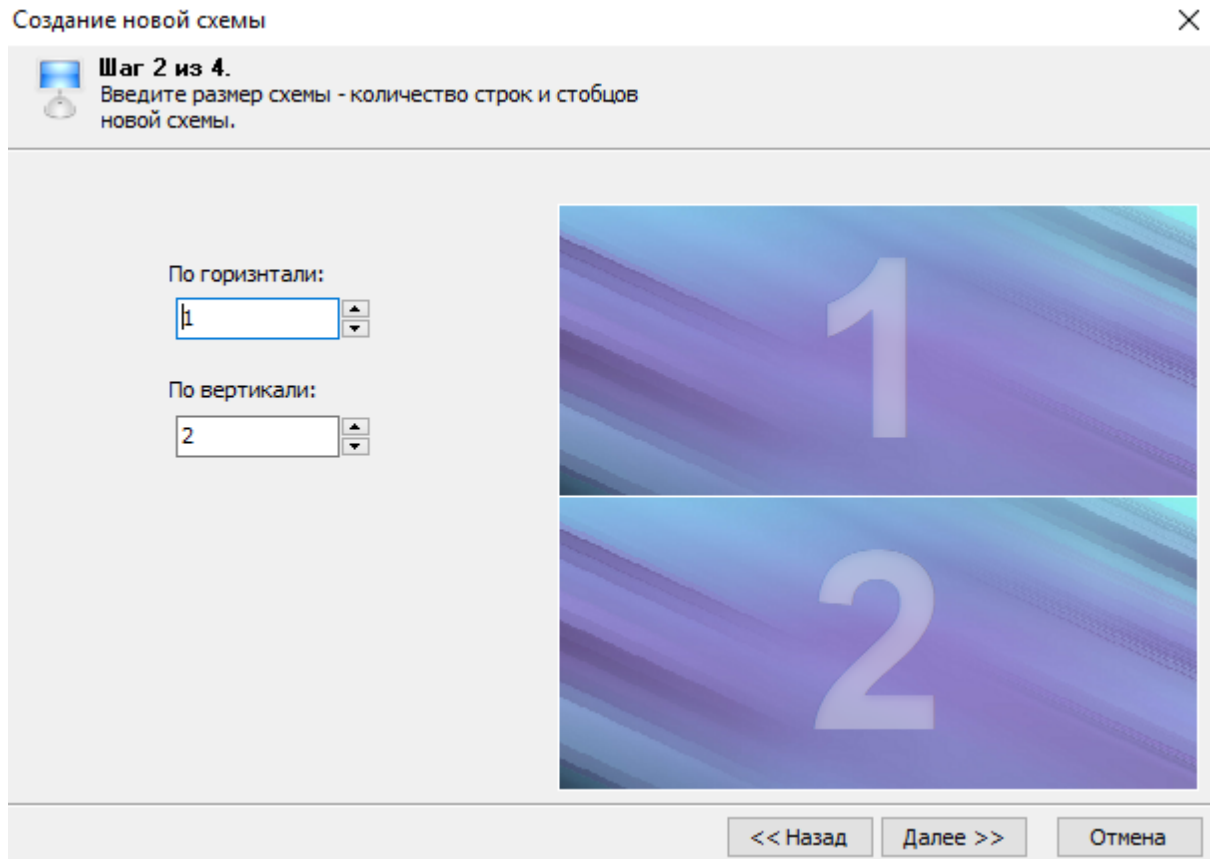 Создание новой схемы
Шаг 2 из 4.
Введите размер схемы - количество строк и стобцов
новой схемы.
По горизнтали:
1
По вертикали:
2
1
2
<< Назад
Далее >>
Отмена